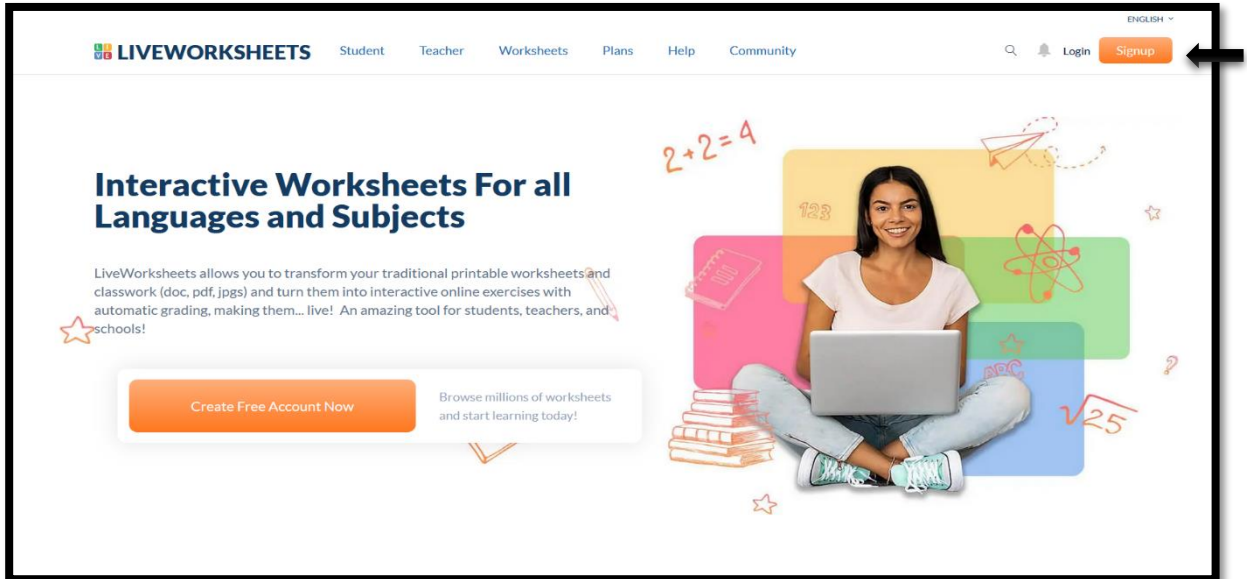 ENGLISH
LIVE LIVEWORKSHEETS Student Teacher Worksheets Plans Help Community Login Signup
2+2=4
Interactive Worksheets For all
Languages and Subjects
123
LiveWorksheets allows you to transform your traditional printable worksheets and
classwork (doc, pdf, jpgs) and turn them into interactive online exercises with
automatic grading, making them... live! An amazing tool for students, teachers, and
schools!
ABC
?
Create Free Account Now
Browse millions of worksheets
and start learning today!
√25